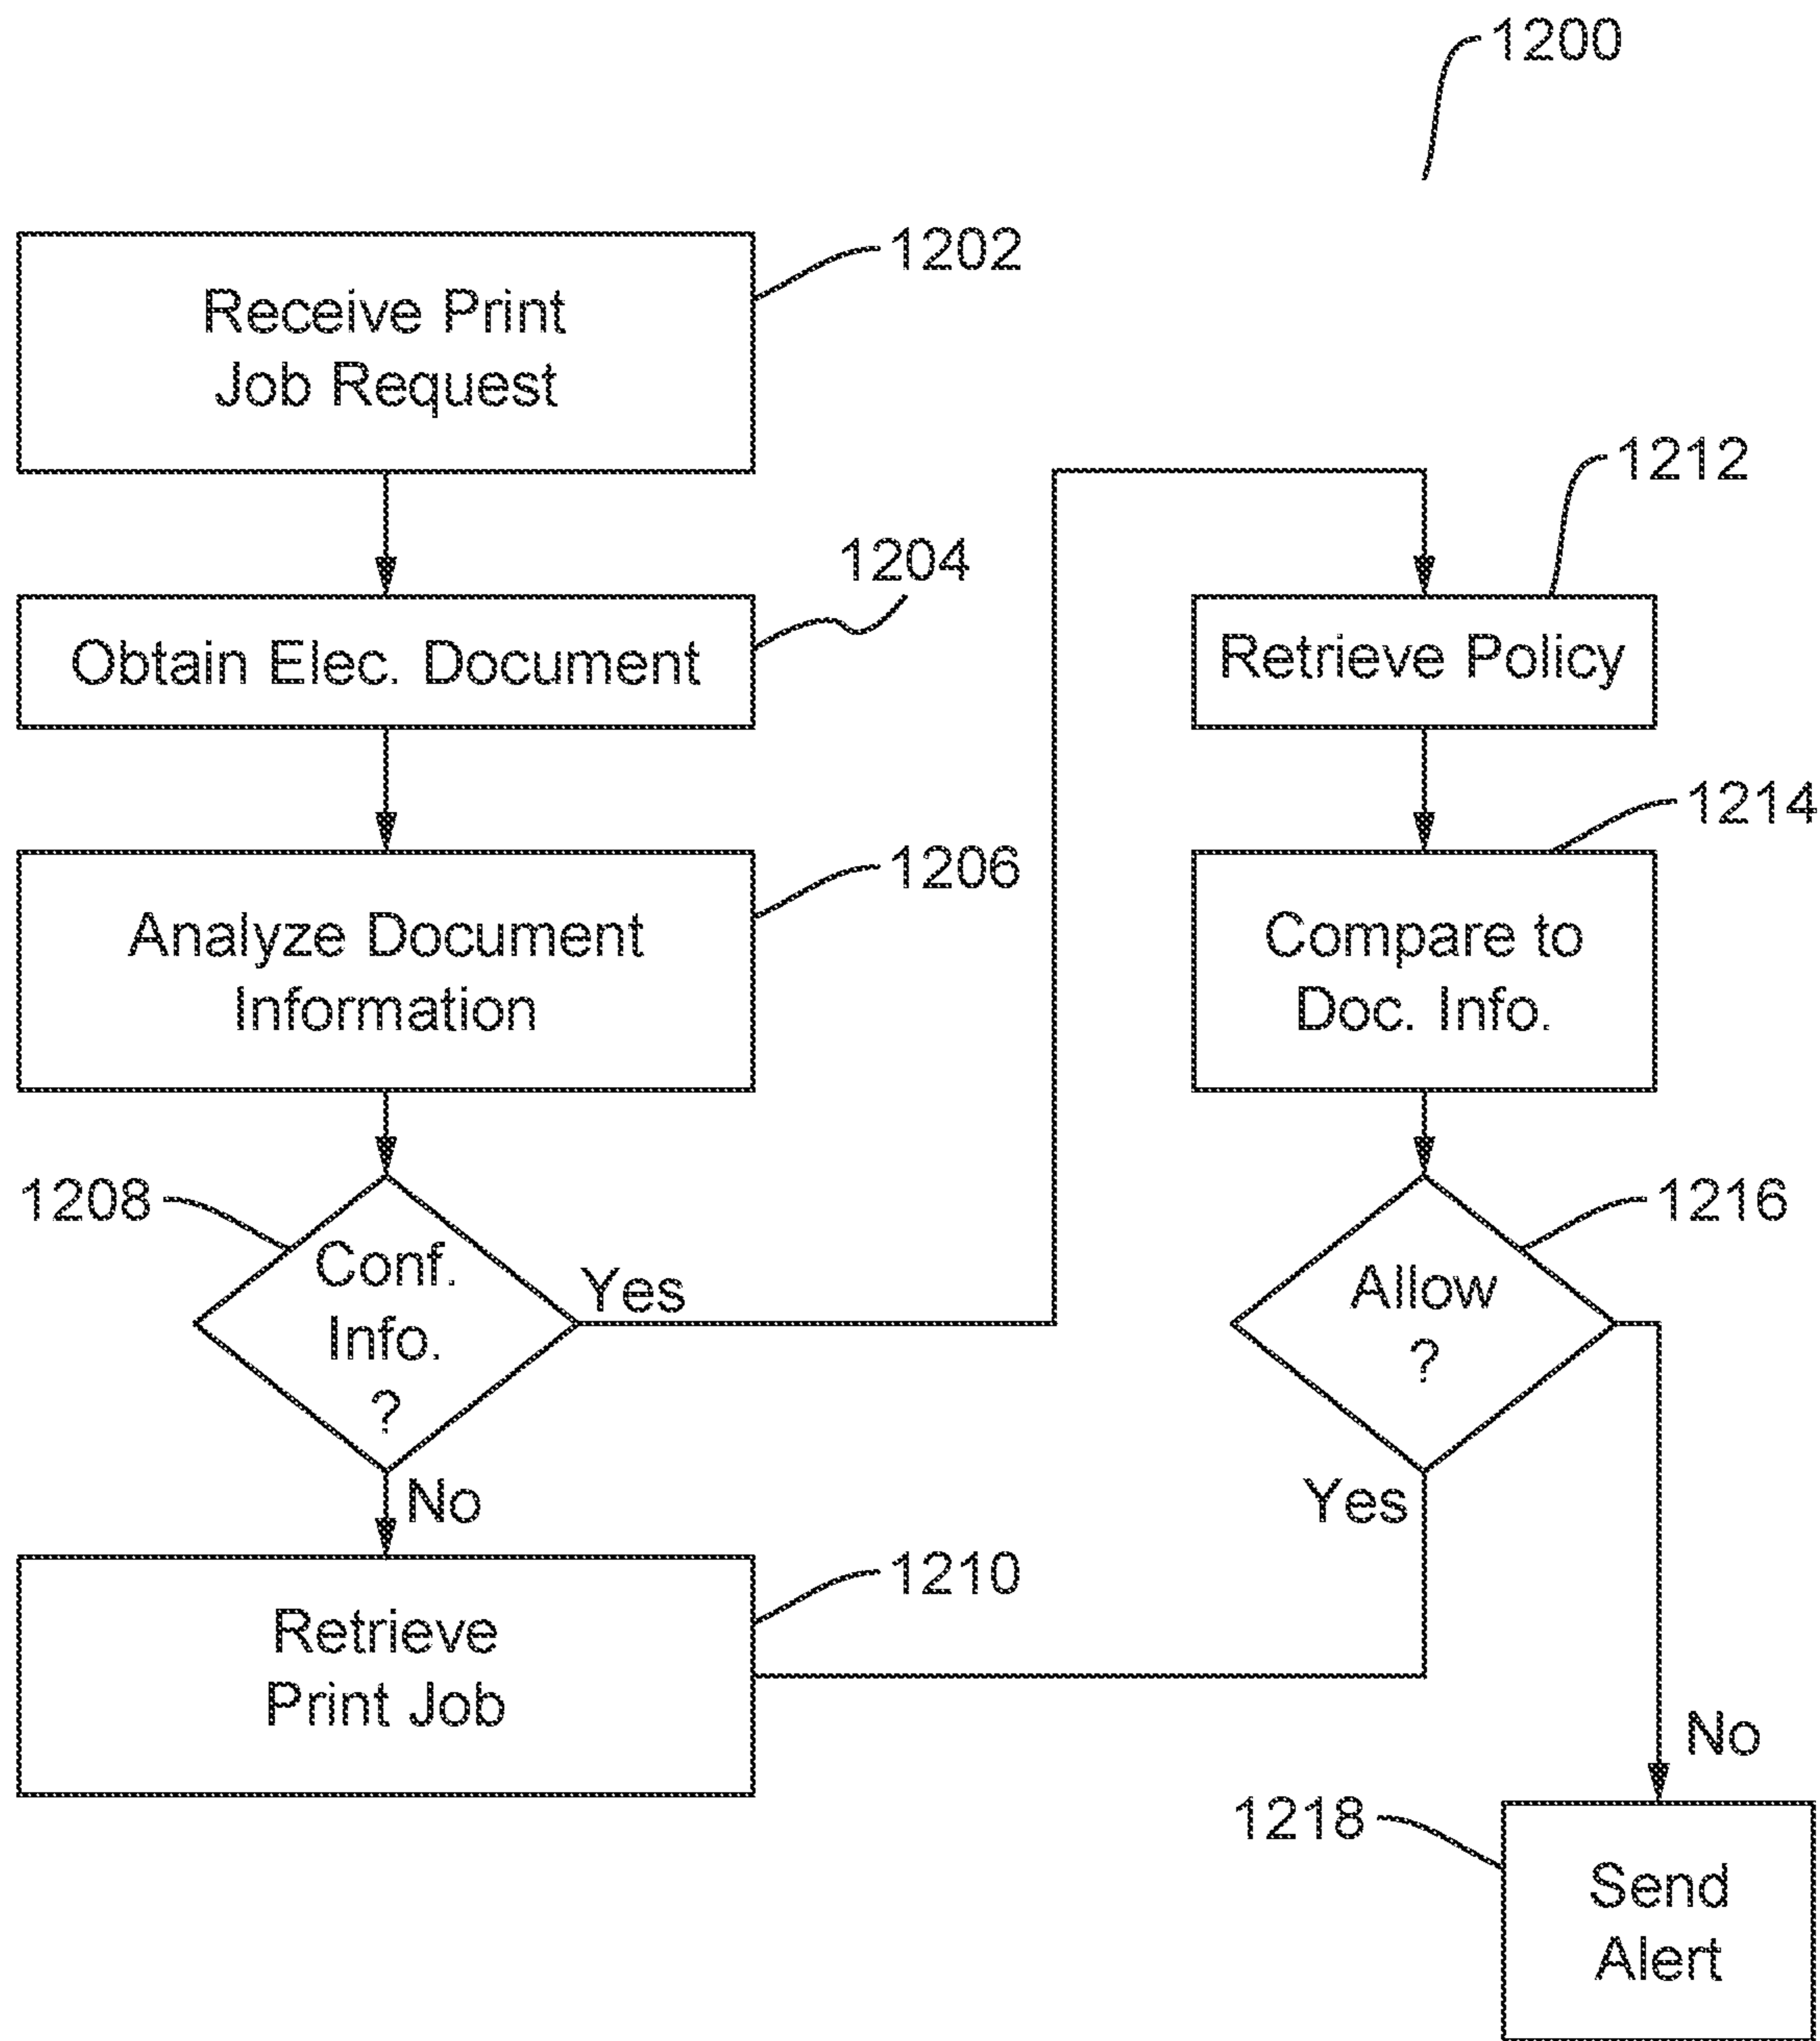 1200
1202
Receive Print
Job Request
1204
Obtain Elec. Document
1206
Analyze Document
Information
1208
Conf.
Info.
?
Yes
No
1210
Retrieve
Print Job
1212
Retrieve Policy
1214
Compare to
Doc. Info.
1216
Allow
?
Yes
No
1218
Send
Alert